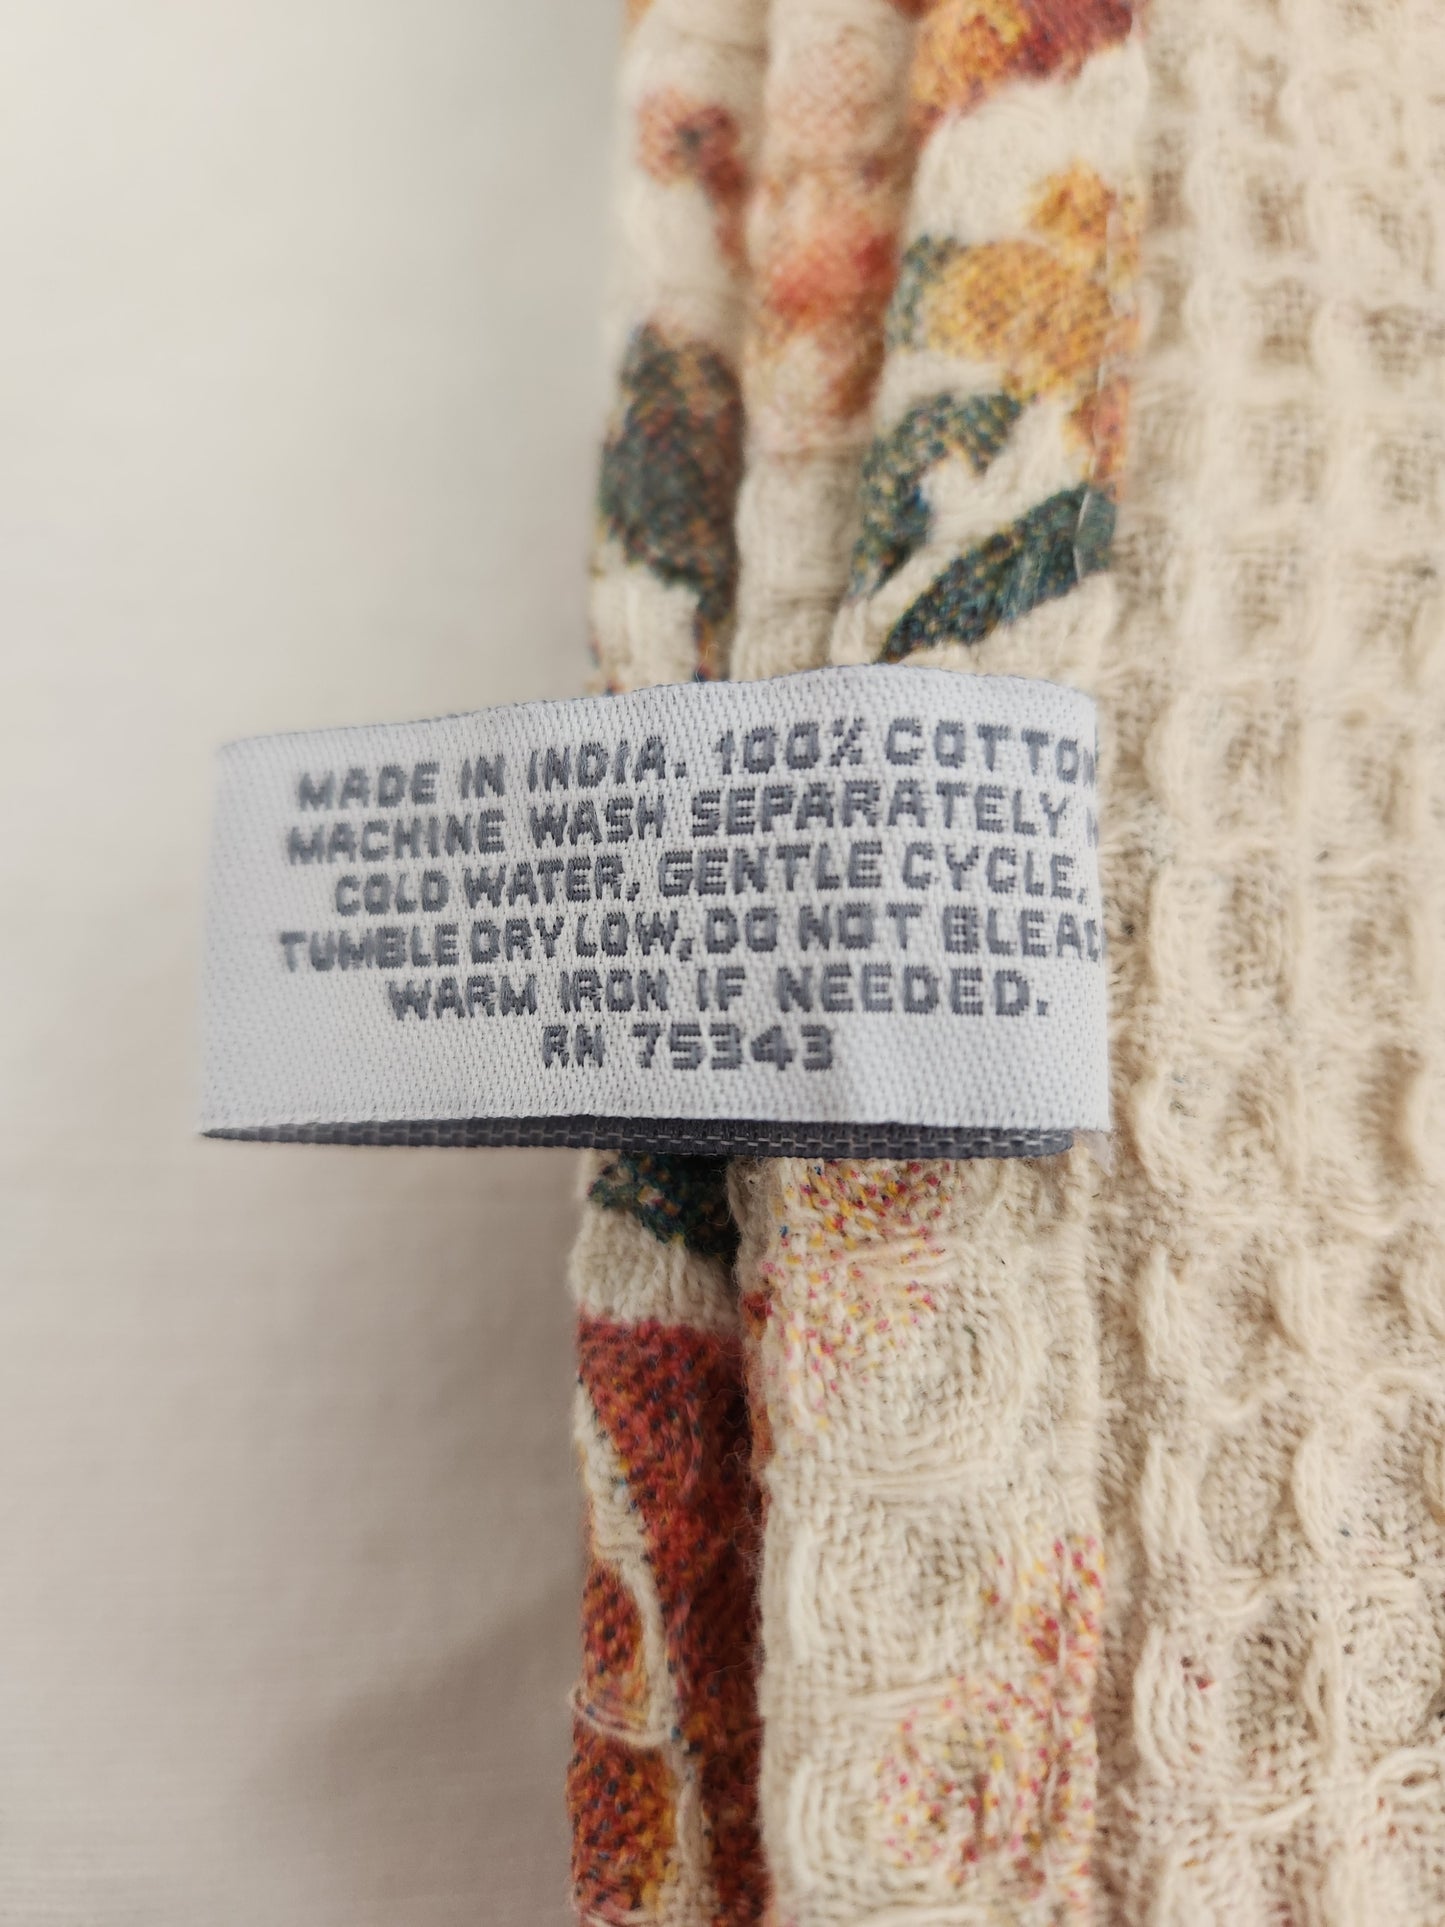 MADE IN INDIA. 100% COTTON
MACHINE WASH SEPARATELY
COLD WATER, GENTLE CYCLE,
TUMBLE DRY LOW, DO NOT BLEAC
WARM IRON IF NEEDED.
RN 75343